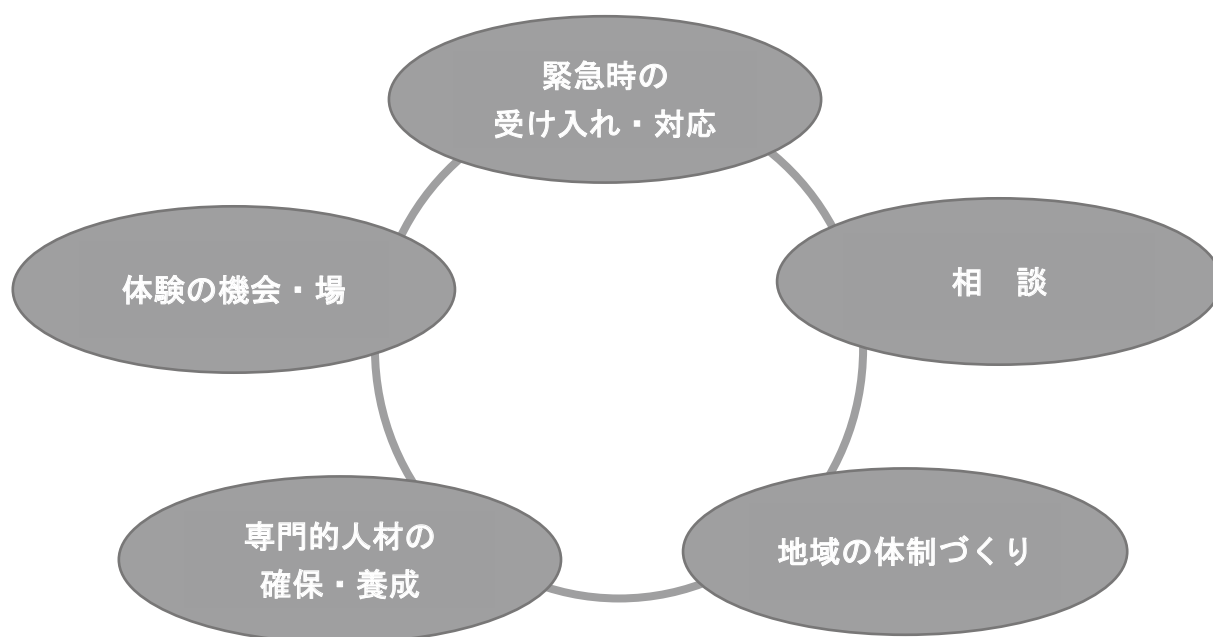 緊急時の
受け入れ・対応
相　談
体験の機会・場
地域の体制づくり
専門的人材の
確保・養成